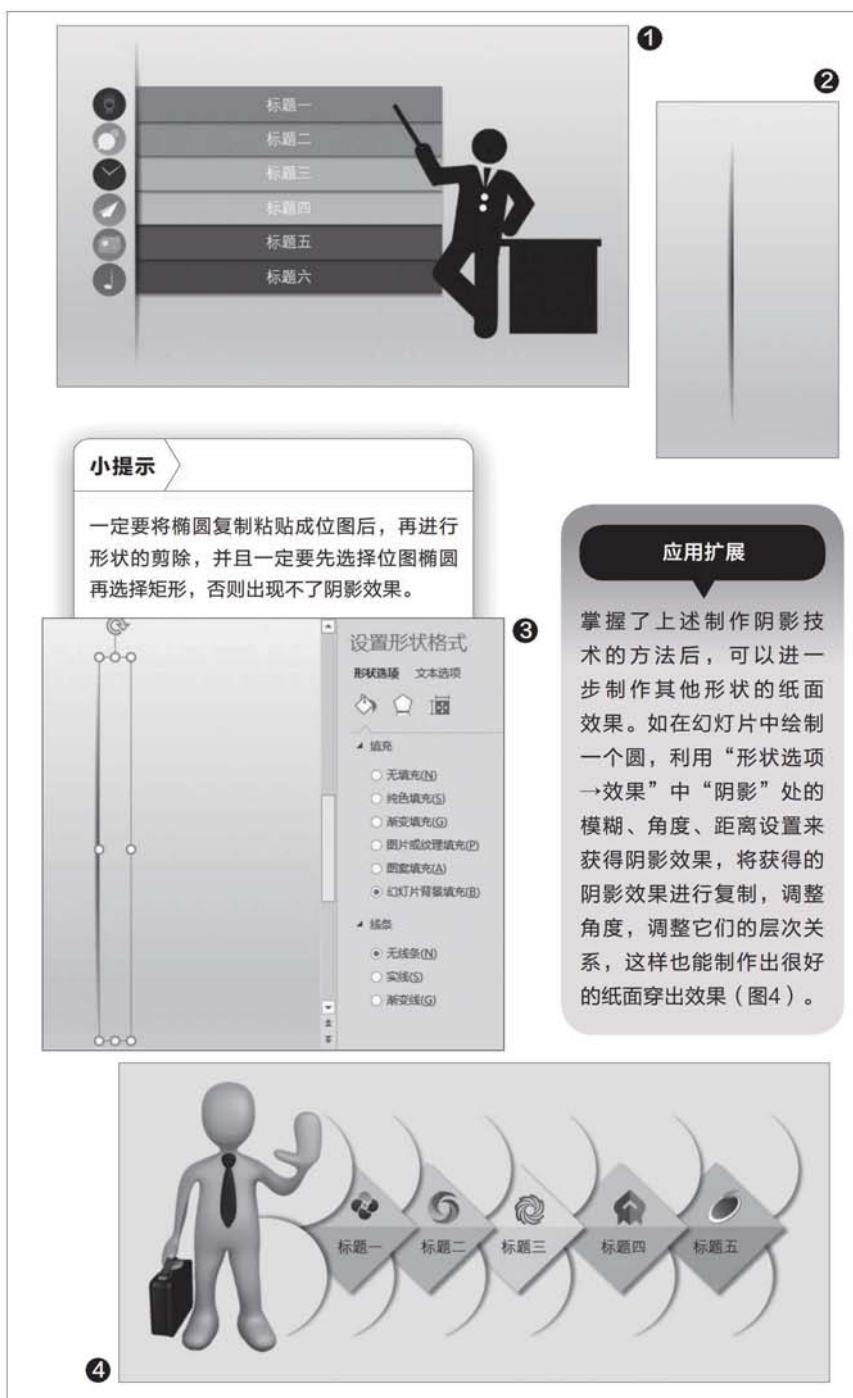 ❶
标题一
标题二
标题三
标题四
标题五
标题六
❷
小提示
一定要将椭圆复制粘贴成位图后，再进行
形状的剪除，并且一定要先选择位图椭圆
再选择矩形，否则出现不了阴影效果。
❸
设置形状格式
形状选项 文本选项
填充
无填充(N)
纯色填充(S)
渐变填充(G)
图片或纹理填充(P)
图案填充(A)
幻灯片背景填充(B)
线条
无线条(N)
实线(S)
渐变线(G)
应用扩展
掌握了上述制作阴影技
术的方法后，可以进一
步制作其他形状的纸面
效果。如在幻灯片中绘制
一个圆，利用“形状选项
→效果”中“阴影”处的
模糊、角度、距离设置来
获得阴影效果，将获得的
阴影效果进行复制，调整
角度，调整它们的层次关
系，这样也能制作出很好
的纸面穿出效果（图4）。
标题一 标题二 标题三 标题四 标题五
❹